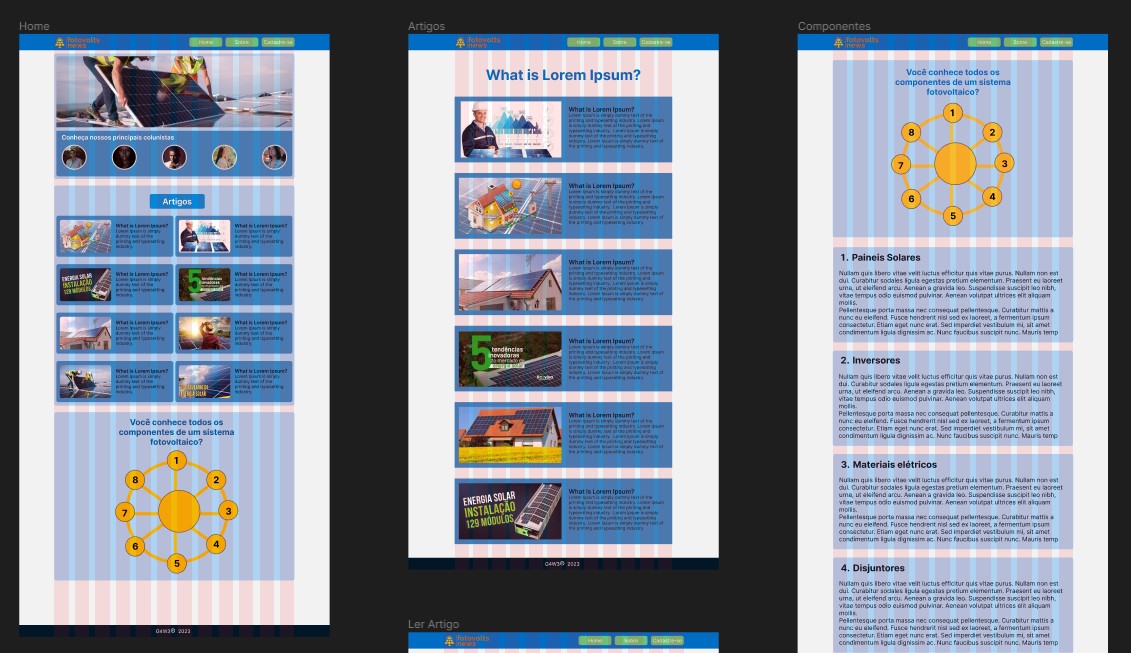 Home
fotovolts
news
Home
Sobre
Cadastre-se
Conheça nossos principais colunistas
Artigos
What is Lorem Ipsum?
Lorem Ipsum is simply
dummy text of the
printing and typesetting
industry.
What is Lorem Ipsum?
Lorem Ipsum is simply
dummy text of the
printing and typesetting
industry.
ENERGIA SOLAR
INSTALAÇÃO
129 MÓDULOS
What is Lorem Ipsum?
Lorem Ipsum is simply
dummy text of the
printing and typesetting
industry.
5 tendências
inovadoras
What is Lorem Ipsum?
Lorem Ipsum is simply
dummy text of the
printing and typesetting
industry.
What is Lorem Ipsum?
Lorem Ipsum is simply
dummy text of the
printing and typesetting
industry.
What is Lorem Ipsum?
Lorem Ipsum is simply
dummy text of the
printing and typesetting
industry.
What is Lorem Ipsum?
Lorem Ipsum is simply
dummy text of the
printing and typesetting
industry.
What is Lorem Ipsum?
Lorem Ipsum is simply
dummy text of the
printing and typesetting
industry.
Você conhece todos os
componentes de um sistema
fotovoltaico?
1
2
3
4
5
6
7
8
G4W3® 2023
Artigos
fotovolts
news
Home
Sobre
Cadastre-se
What is Lorem Ipsum?
What is Lorem Ipsum?
What is Lorem Ipsum?
What is Lorem Ipsum?
5 tendências
inovadoras
no mercado de
energia solar
What is Lorem Ipsum?
What is Lorem Ipsum?
ENERGIA SOLAR
INSTALAÇÃO
129 MÓDULOS
What is Lorem Ipsum?
G4W3® 2023
Ler Artigo
fotovolts
news
Home
Sobre
Cadastre-se
Componentes
fotovolts
news
Home
Sobre
Cadastre-se
Você conhece todos os
componentes de um sistema
fotovoltaico?
1
2
3
4
5
6
7
8
1. Paineis Solares
Nullam quis libero vitae velit luctus efficitur quis vitae purus. Nullam non est
dui. Curabitur sodales ligula egestas pretium elementum. Praesent eu laoreet
urna, ut eleifend arcu. Aenean a gravida leo. Suspendisse iaculis leo nibh,
vitae tempus odio euismod pulvinar. Aenean volutpat ultrices elit aliquam
mollis.
Pellentesque porta massa nec consequat pellentesque. Curabitur mattis a
nunc eu eleifend. Fusce hendrerit nisl sed ex laoreet, a fermentum ipsum
consectetur. Etiam eget nunc erat. Sed imperdiet vestibulum mi, sit amet
condimentum ligula dignissim ac. Nunc faucibus suscipit nunc. Mauris temp
2. Inversores
Nullam quis libero vitae velit luctus efficitur quis vitae purus. Nullam non est
dui. Curabitur sodales ligula egestas pretium elementum. Praesent eu laoreet
urna, ut eleifend arcu. Aenean a gravida leo. Suspendisse iaculis leo nibh,
vitae tempus odio euismod pulvinar. Aenean volutpat ultrices elit aliquam
mollis.
Pellentesque porta massa nec consequat pellentesque. Curabitur mattis a
nunc eu eleifend. Fusce hendrerit nisl sed ex laoreet, a fermentum ipsum
consectetur. Etiam eget nunc erat. Sed imperdiet vestibulum mi, sit amet
condimentum ligula dignissim ac. Nunc faucibus suscipit nunc. Mauris temp
3. Materiais elétricos
Nullam quis libero vitae velit luctus efficitur quis vitae purus. Nullam non est
dui. Curabitur sodales ligula egestas pretium elementum. Praesent eu laoreet
urna, ut eleifend arcu. Aenean a gravida leo. Suspendisse iaculis leo nibh,
vitae tempus odio euismod pulvinar. Aenean volutpat ultrices elit aliquam
mollis.
Pellentesque porta massa nec consequat pellentesque. Curabitur mattis a
nunc eu eleifend. Fusce hendrerit nisl sed ex laoreet, a fermentum ipsum
consectetur. Etiam eget nunc erat. Sed imperdiet vestibulum mi, sit amet
condimentum ligula dignissim ac. Nunc faucibus suscipit nunc. Mauris temp
4. Disjuntores
Nullam quis libero vitae velit luctus efficitur quis vitae purus. Nullam non est
dui. Curabitur sodales ligula egestas pretium elementum. Praesent eu laoreet
urna, ut eleifend arcu. Aenean a gravida leo. Suspendisse iaculis leo nibh,
vitae tempus odio euismod pulvinar. Aenean volutpat ultrices elit aliquam
mollis.
Pellentesque porta massa nec consequat pellentesque. Curabitur mattis a
nunc eu eleifend. Fusce hendrerit nisl sed ex laoreet, a fermentum ipsum
consectetur. Etiam eget nunc erat. Sed imperdiet vestibulum mi, sit amet
condimentum ligula dignissim ac. Nunc faucibus suscipit nunc. Mauris temp